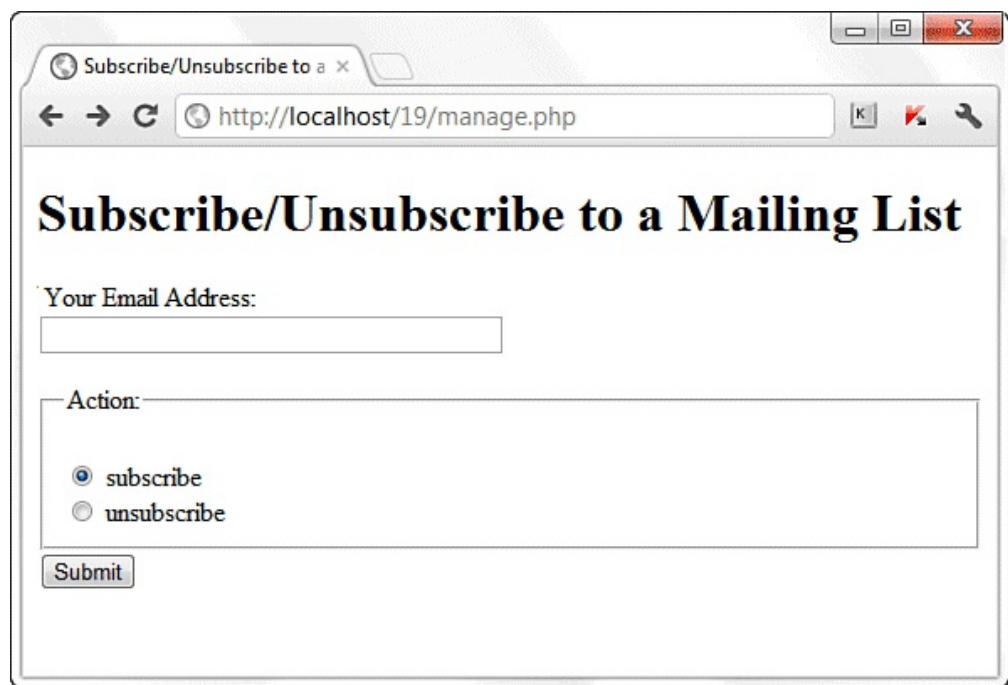 Subscribe/Unsubscribe to a
http://localhost/19/manage.php
K
Subscribe/Unsubscribe to a Mailing List
Your Email Address:
Action:
subscribe
unsubscribe
Submit